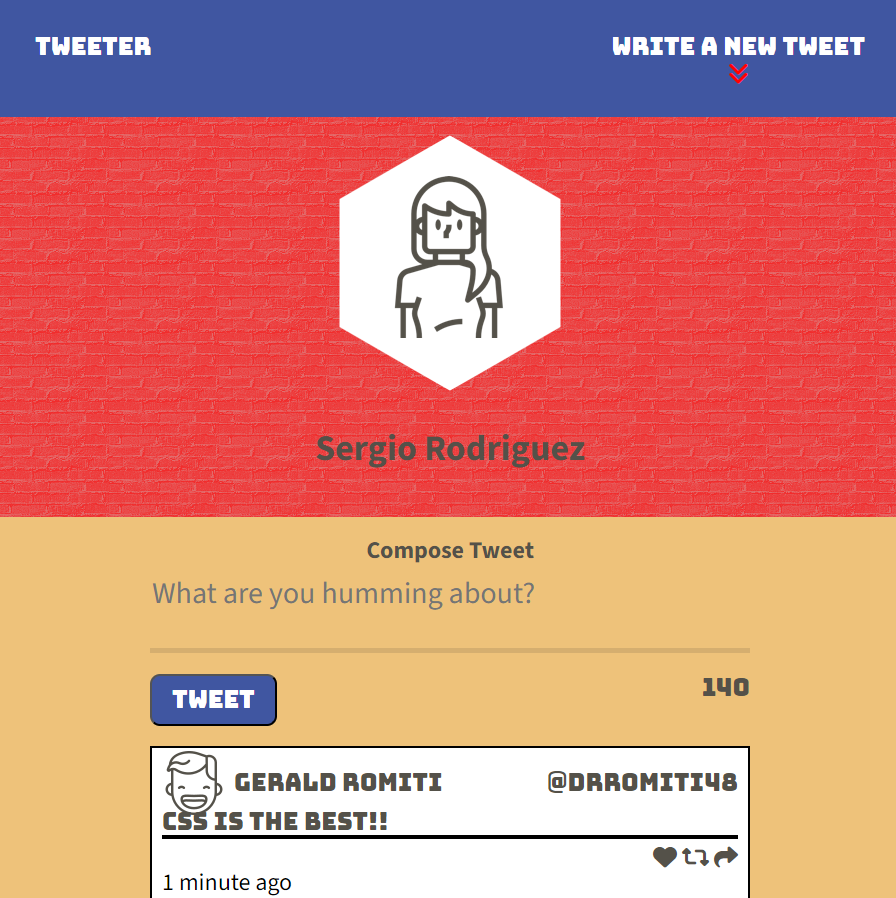 TWEETER
WRITE A NEW TWEET
Sergio Rodriguez
Compose Tweet
What are you humming about?
TWEET
140
GERALD ROMITI
@DRROMITI48
CSS IS THE BEST!!
1 minute ago